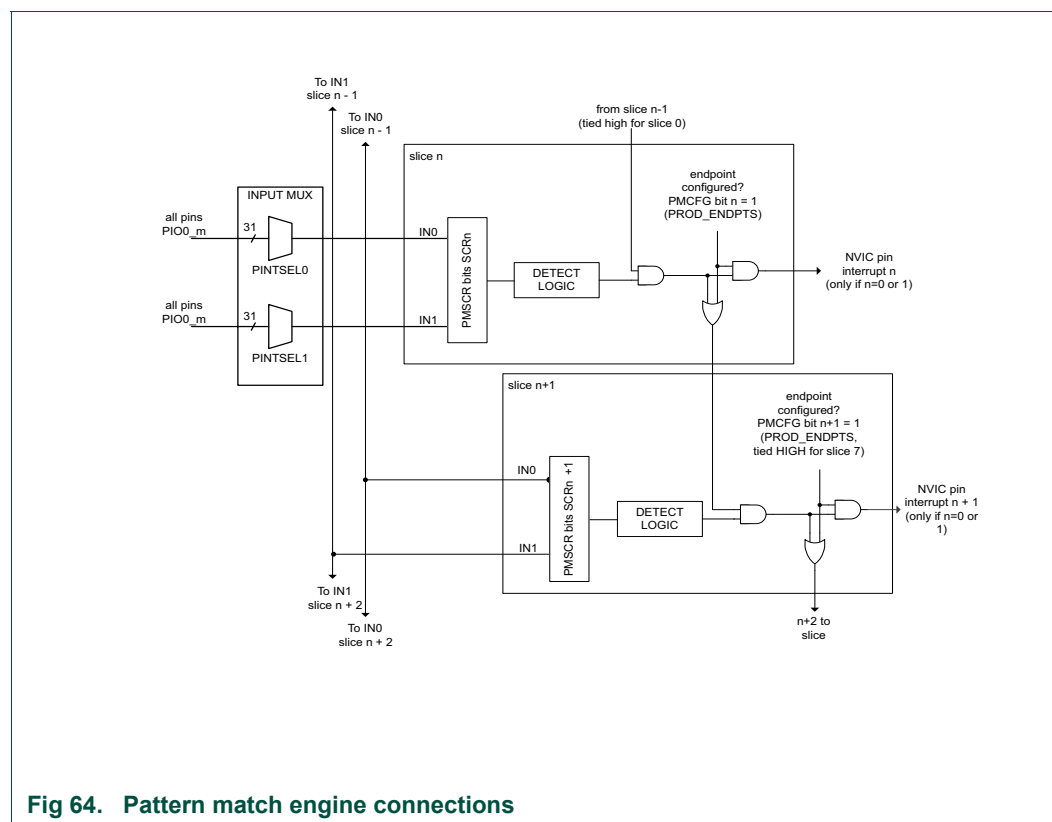 To IN1
slice n - 1
To IN0
slice n - 1
from slice n-1
(tied high for slice 0)
slice n
endpoint
configured?
PMCFG bit n = 1
(PROD_ENDPTS)
INPUT MUX
all pins
PIO0_m
31
PINTSEL0
IN0
PMSCR bits SCRn
DETECT
LOGIC
NVIC pin
interrupt n
(only if n=0 or 1)
all pins
PIO0_m
31
PINTSEL1
IN1
slice n+1
endpoint
configured?
PMCFG bit n+1 = 1
(PROD_ENDPTS,
tied HIGH for slice 7)
IN0
PMSCR bits SCRn +1
DETECT
LOGIC
NVIC pin
interrupt n + 1
(only if n=0 or
1)
IN1
To IN1
slice n + 2
To IN0
slice n + 2
n+2 to
slice
Fig 64. Pattern match engine connections